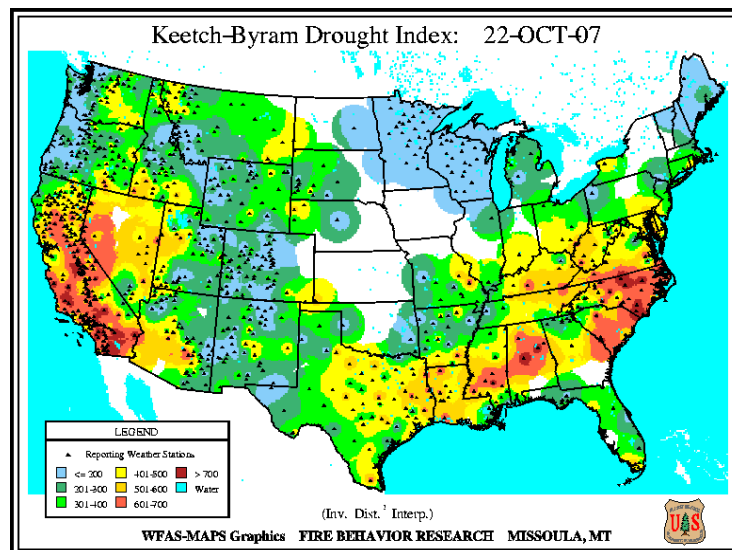 Keetch-Byram Drought Index: 22-OCT-07
LEGEND
Reporting Weather Stations
<= 200
401-500
> 700
201-300
501-600
Water
301-400
601-700
(Inv. Dist.² Interp.)
WFAS-MAPS Graphics FIRE BEHAVIOR RESEARCH MISSOULA, MT
U S